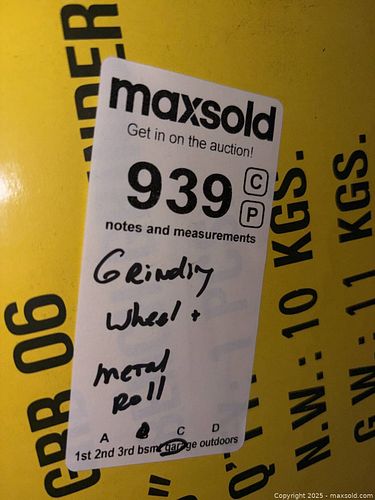 maxsold
Get in on the auction!
939
C
P
notes and measurements
Grinding
wheel +
metal
Roll
A C D
1st 2nd 3rd bsmt garage outdoors
GBR 06
N.W.: 10 KGS.
G.W.: 11 KGS.
Copyright © 2025 - maxsold.com